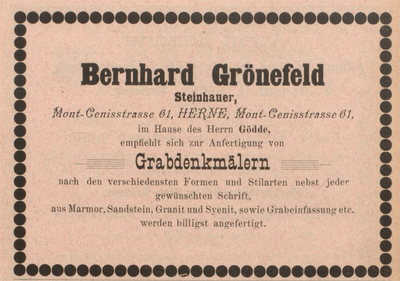 Bernhard Grönefeld
Steinhauer,
Mont-Cenisstrasse 61, HERNE, Mont-Cenisstrasse 61,
im Hause des Herrn Gödde,
empfiehlt sich zur Anfertigung von
Grabdenkmälern
nach den verschiedensten Formen und Stilarten nebst jeder
gewünschten Schrift,
aus Marmor, Sandstein, Granit und Syenit, sowie Grabeinfassung etc.
werden billigst angefertigt.